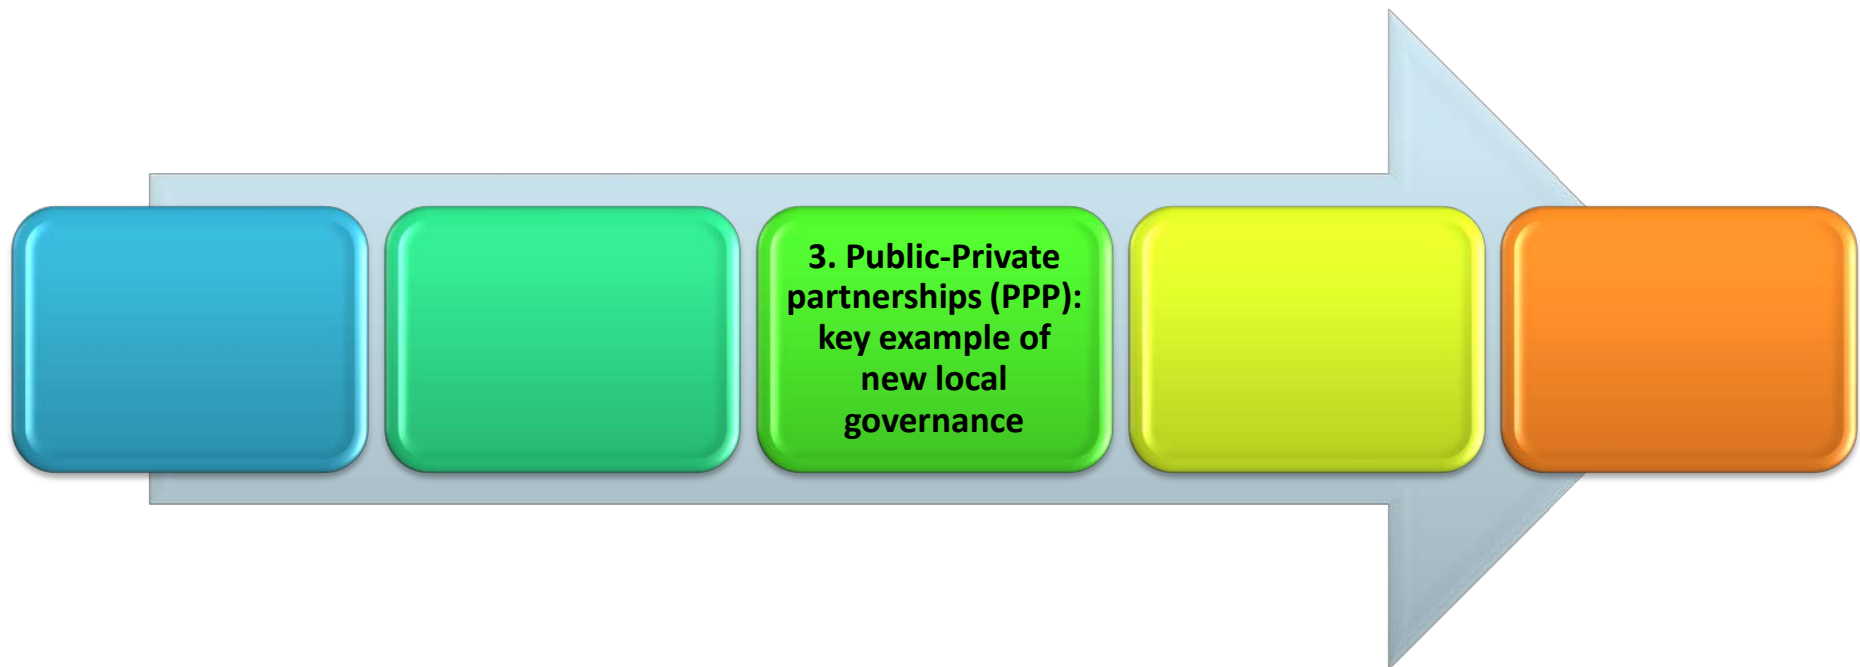 3. Public-Private
partnerships (PPP):
key example of
new local
governance